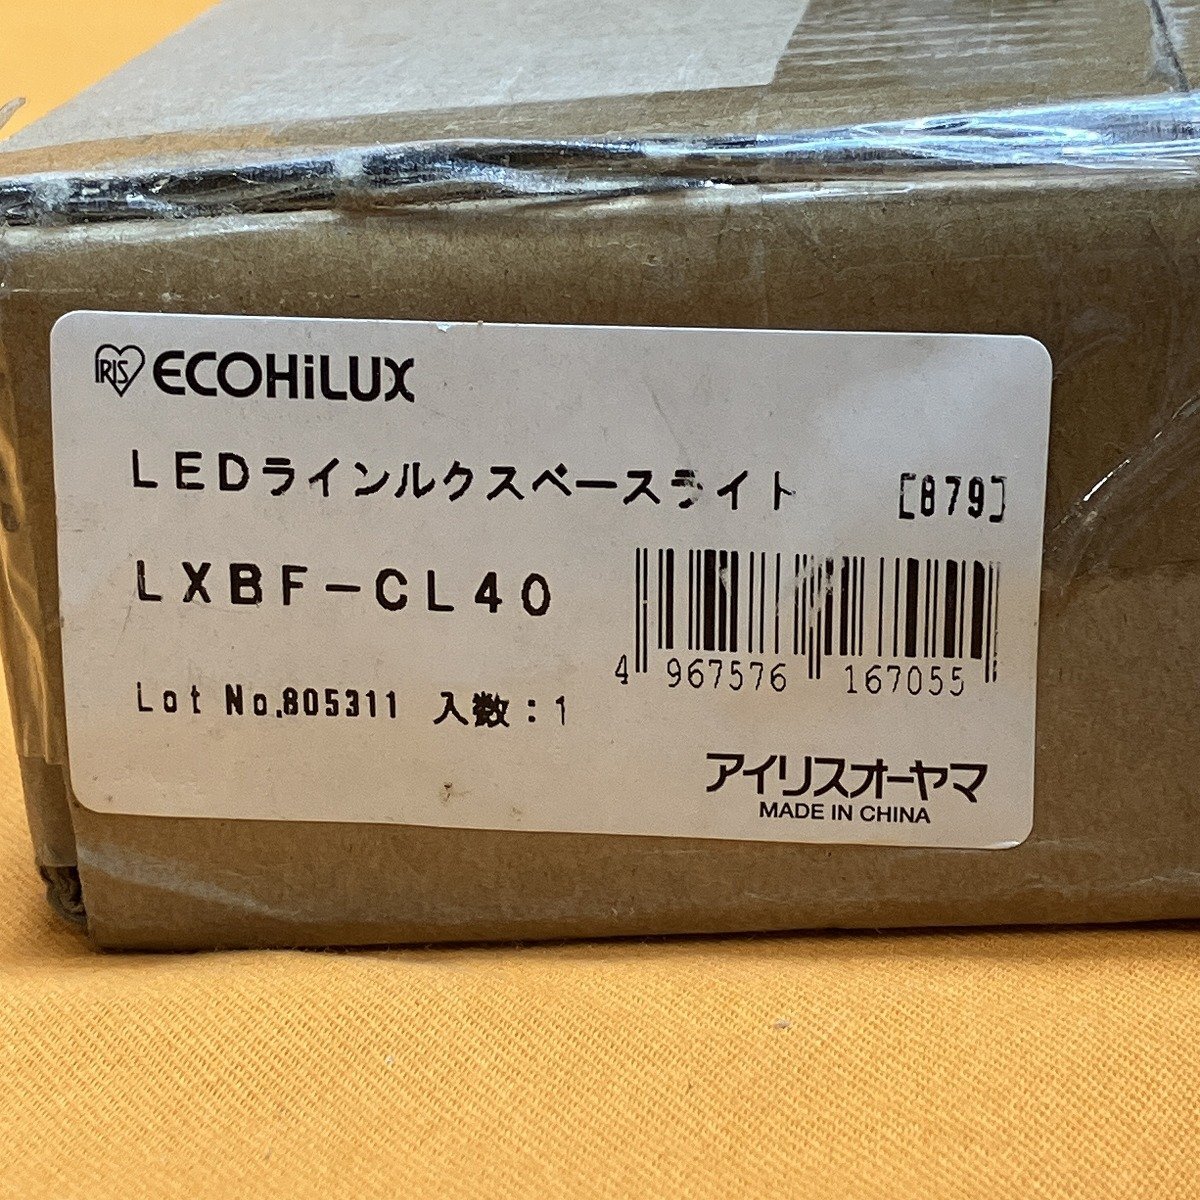 IRIS ECOHiLUX
LEDラインルクスベースライト [879]
LXBF-CL40
4 967576 167055
Lot No.805311 入数:1
アイリスオーヤマ
MADE IN CHINA